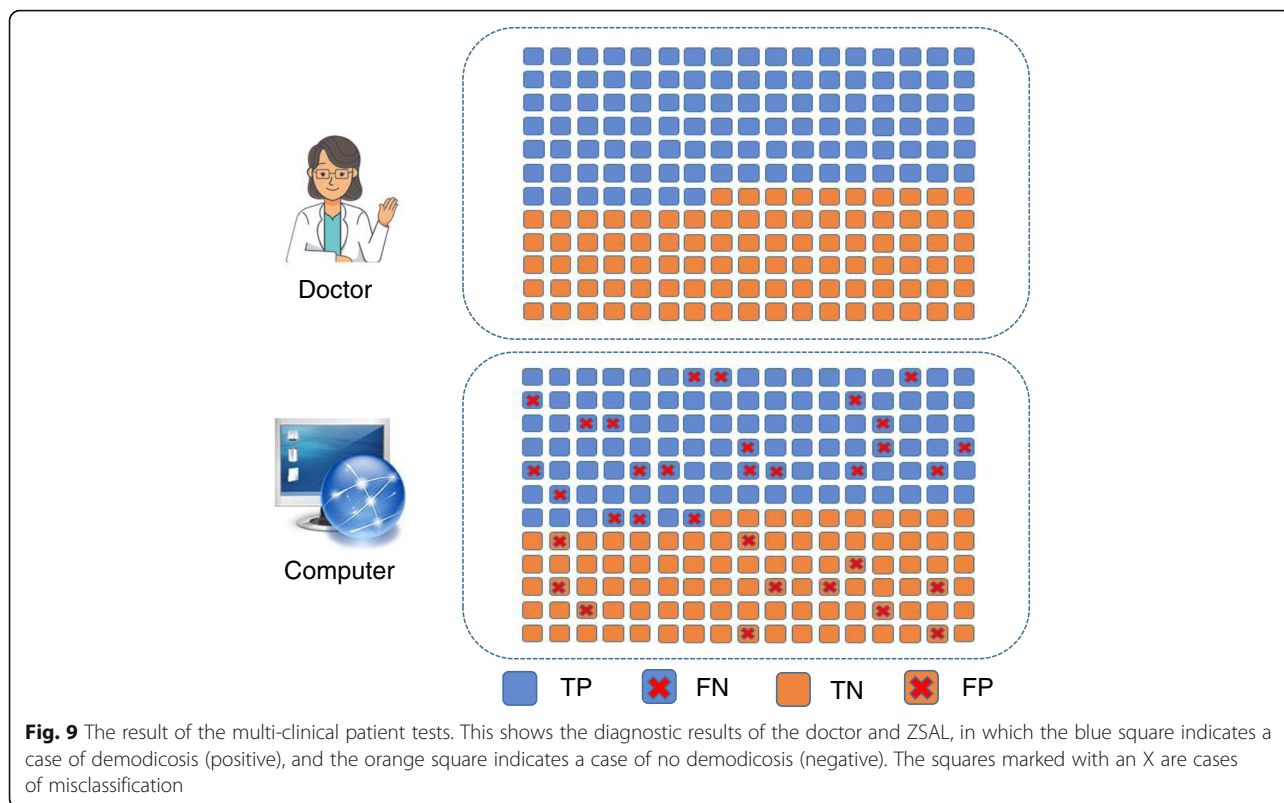 Doctor
Computer
TP FN TN FP
Fig. 9 The result of the multi-clinical patient tests. This shows the diagnostic results of the doctor and ZSAL, in which the blue square indicates a
case of demodicosis (positive), and the orange square indicates a case of no demodicosis (negative). The squares marked with an X are cases
of misclassification